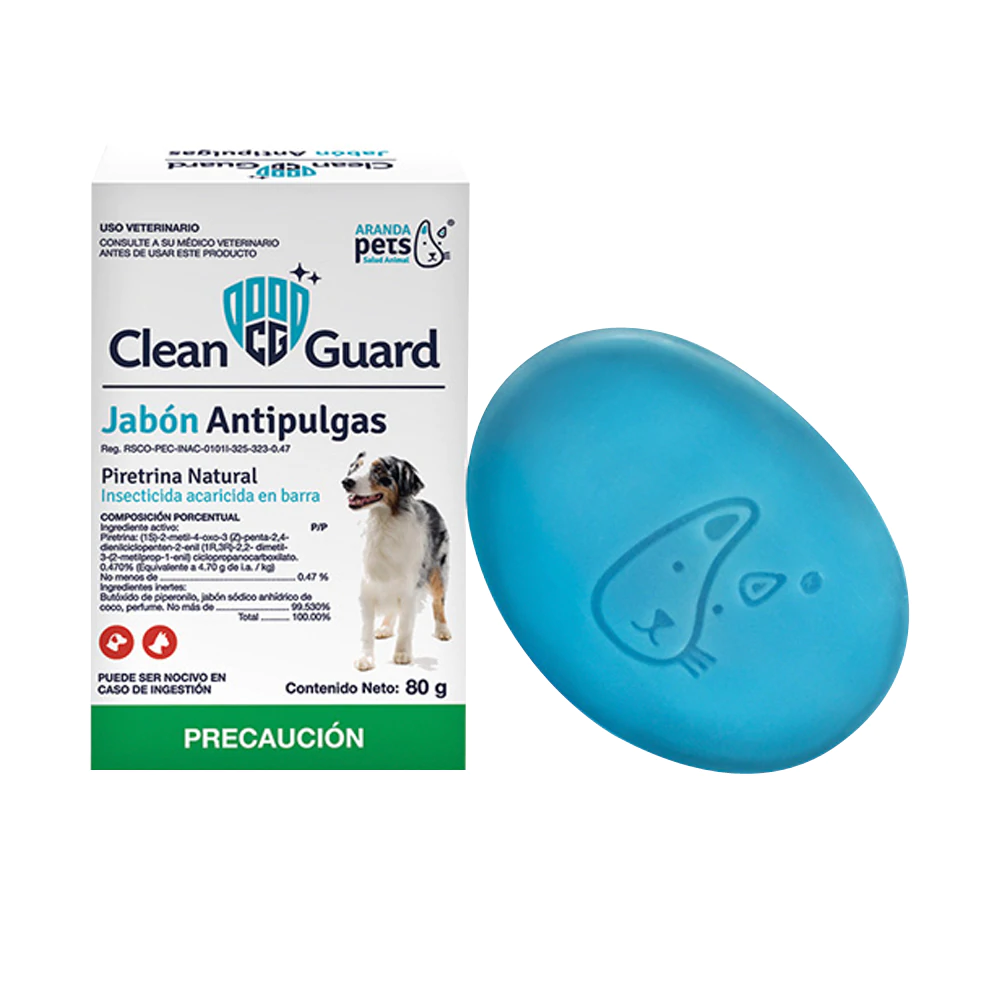 Jabón Antipulgas
Clean CG Guard
USO VETERINARIO
CONSULTE A SU MÉDICO VETERINARIO
ANTES DE USAR ESTE PRODUCTO
ARANDA
pets ®
Salud Animal
Clean CG Guard
Jabón Antipulgas
Reg. RSCO-PEC-INAC-0101I-325-323-0.47
Piretrina Natural
Insecticida acaricida en barra
COMPOSICIÓN PORCENTUAL
Ingrediente activo: P/P
Piretrina: (1S)-2-metil-4-oxo-3 (Z)-penta-2,4-
dienilciclopenten-2-enil (1R,3R)-2,2- dimetil-
3-(2-metilprop-1-enil) ciclopropanocarboxilato.
0.470% (Equivalente a 4.70 g de i.a. / kg)
No menos de ........ 0.47 %
Ingredientes inertes:
Butóxido de piperonilo, jabón sódico anhídrico de
coco, perfume. No más de ........ 99.530%
Total ........ 100.00%
PUEDE SER NOCIVO EN
CASO DE INGESTIÓN
Contenido Neto: 80 g
PRECAUCIÓN